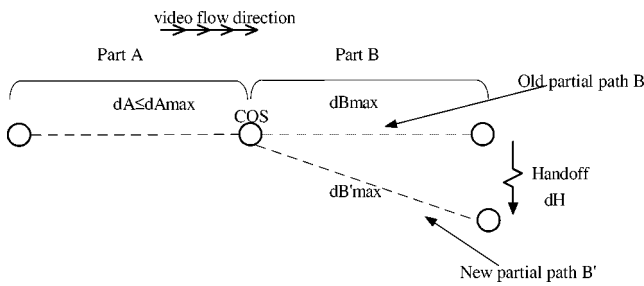 video flow direction
Part A
Part B
Old partial path B
dA≤dAmax
COS
dBmax
Handoff
dH
dB'max
New partial path B'